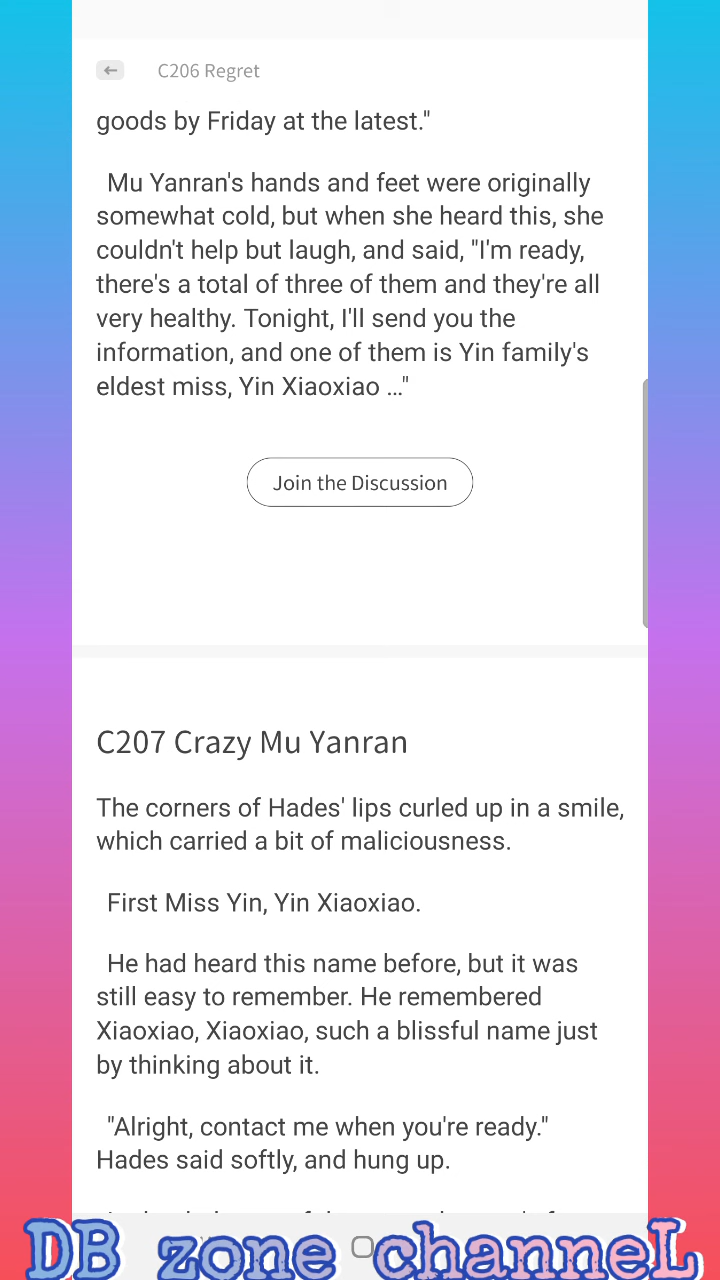 C206 Regret
goods by Friday at the latest."
Mu Yanran's hands and feet were originally
somewhat cold, but when she heard this, she
couldn't help but laugh, and said, "I'm ready,
there's a total of three of them and they're all
very healthy. Tonight, I'll send you the
information, and one of them is Yin family's
eldest miss, Yin Xiaoxiao ..."
Join the Discussion
C207 Crazy Mu Yanran
The corners of Hades' lips curled up in a smile,
which carried a bit of maliciousness.
First Miss Yin, Yin Xiaoxiao.
He had heard this name before, but it was
still easy to remember. He remembered
Xiaoxiao, Xiaoxiao, such a blissful name just
by thinking about it.
"Alright, contact me when you're ready."
Hades said softly, and hung up.
DB zone channeL